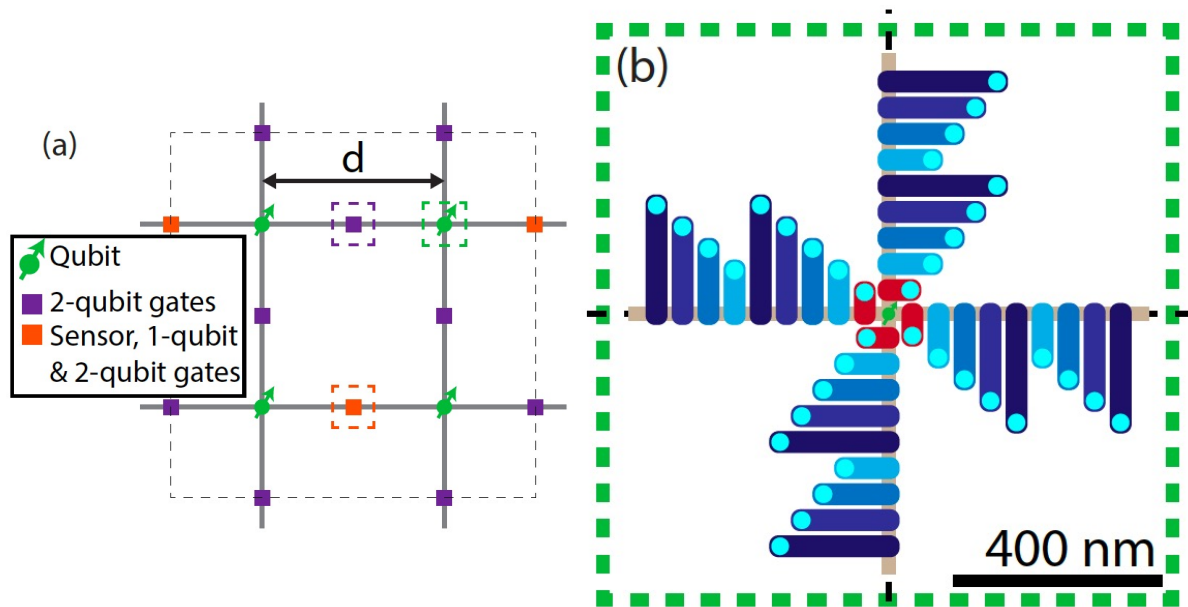 (a)
d
Qubit
2-qubit gates
Sensor, 1-qubit
& 2-qubit gates
(b)
400 nm